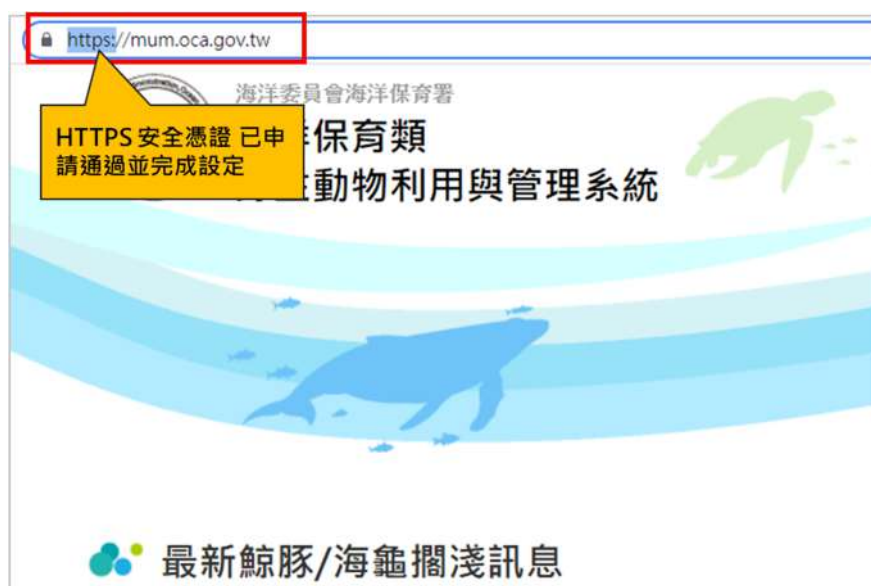 https://mum.oca.gov.tw
海洋委員會海洋保育署
HTTPS 安全憑證 已申
請通過並完成設定
保育類
動物利用與管理系統
最新鯨豚/海龜擱淺訊息